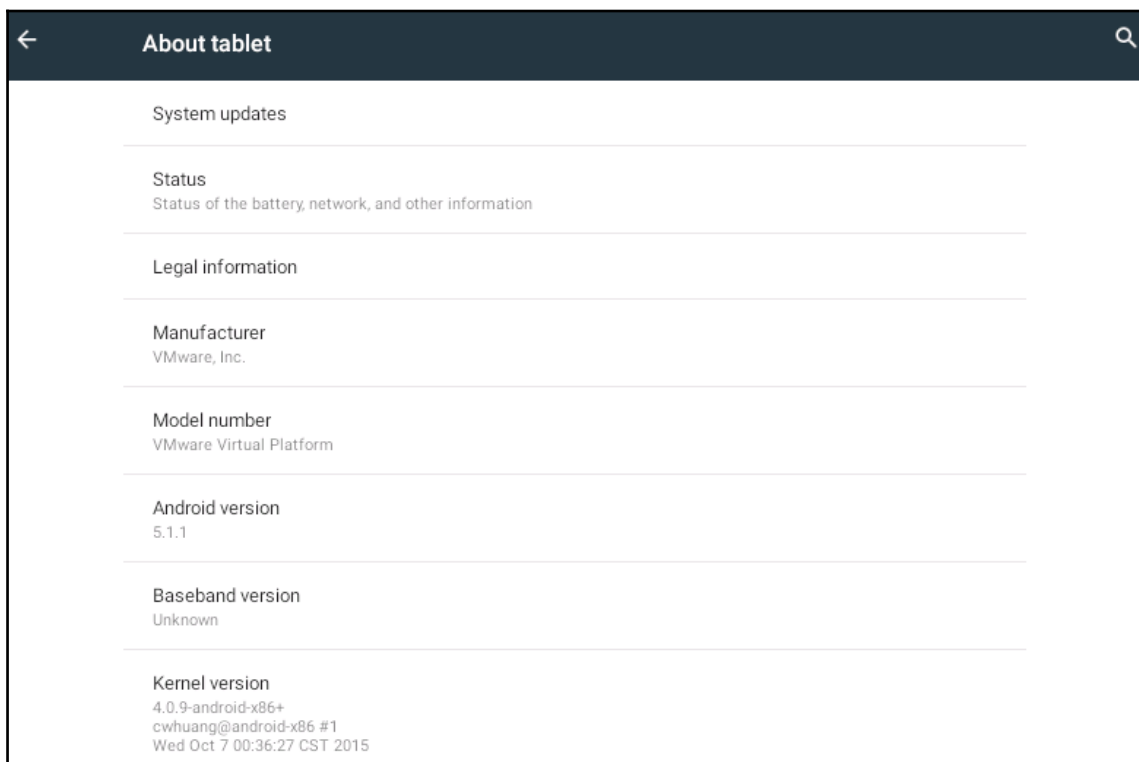 About tablet
System updates
Status
Status of the battery, network, and other information
Legal information
Manufacturer
VMware, Inc.
Model number
VMware Virtual Platform
Android version
5.1.1
Baseband version
Unknown
Kernel version
4.0.9-android-x86+
cwhuang@android-x86 #1
Wed Oct 7 00:36:27 CST 2015